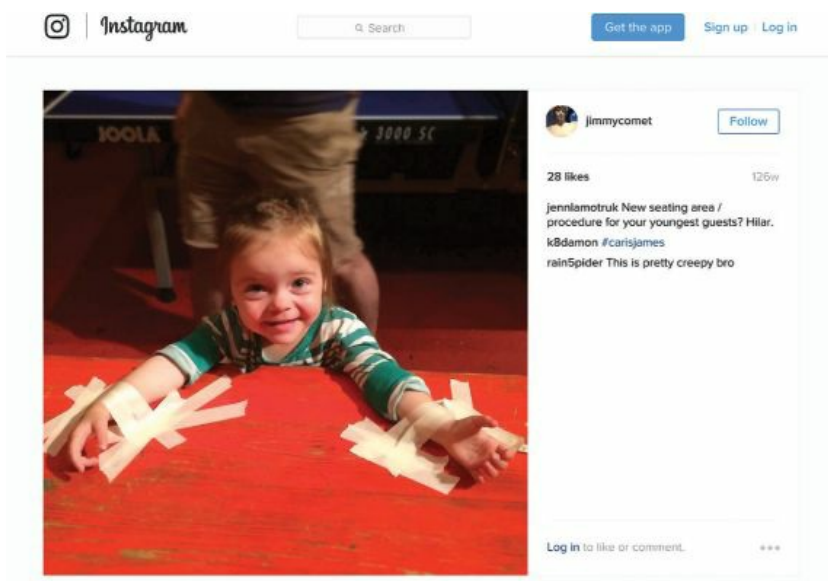 Instagram
Search
Get the app
Sign up
Log in
JOOLA
3000 SC
jimmycomet
Follow
28 likes
126w
jennlamotruk New seating area /
procedure for your youngest guests? Hilar.
k8damon #carisjames
rain5pider This is pretty creepy bro
Log in to like or comment.